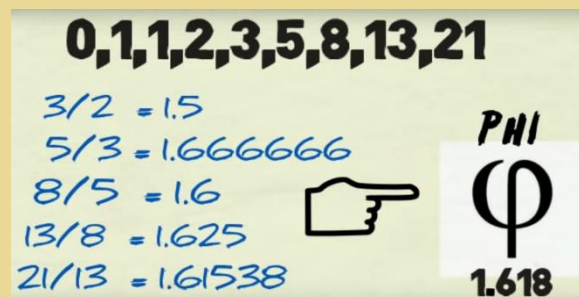 0,1,1,2,3,5,8,13,21
3/2 = 1.5
5/3 = 1.666666
8/5 = 1.6
13/8 = 1.625
21/13 = 1.61538
PHI
φ
1.618